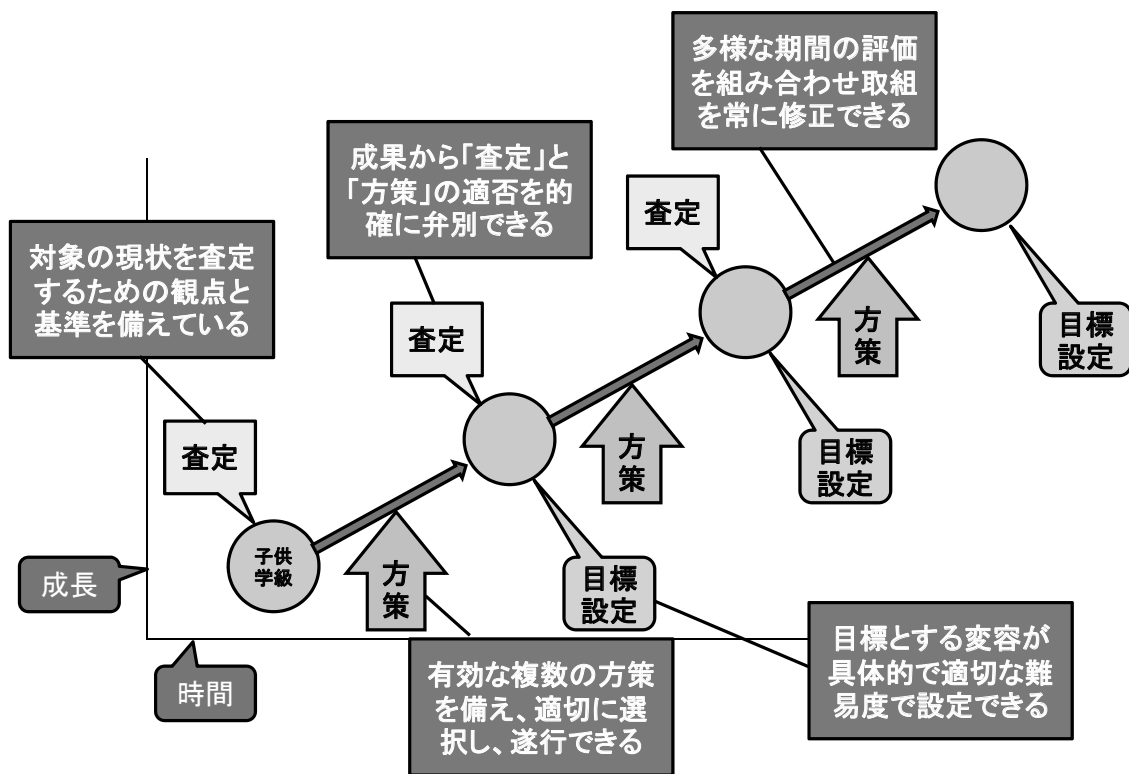 多様な期間の評価
を組み合わせ取組
を常に修正できる
成果から「査定」と
「方策」の適否を的
確に弁別できる
査定
対象の現状を査定
するための観点と
基準を備えている
査定
方
策
目標
設定
査定
方
策
目標
設定
子供
学級
成長
方
策
目標
設定
時間
有効な複数の方策
を備え、適切に選
択し、遂行できる
目標とする変容が
具体的で適切な難
易度で設定できる